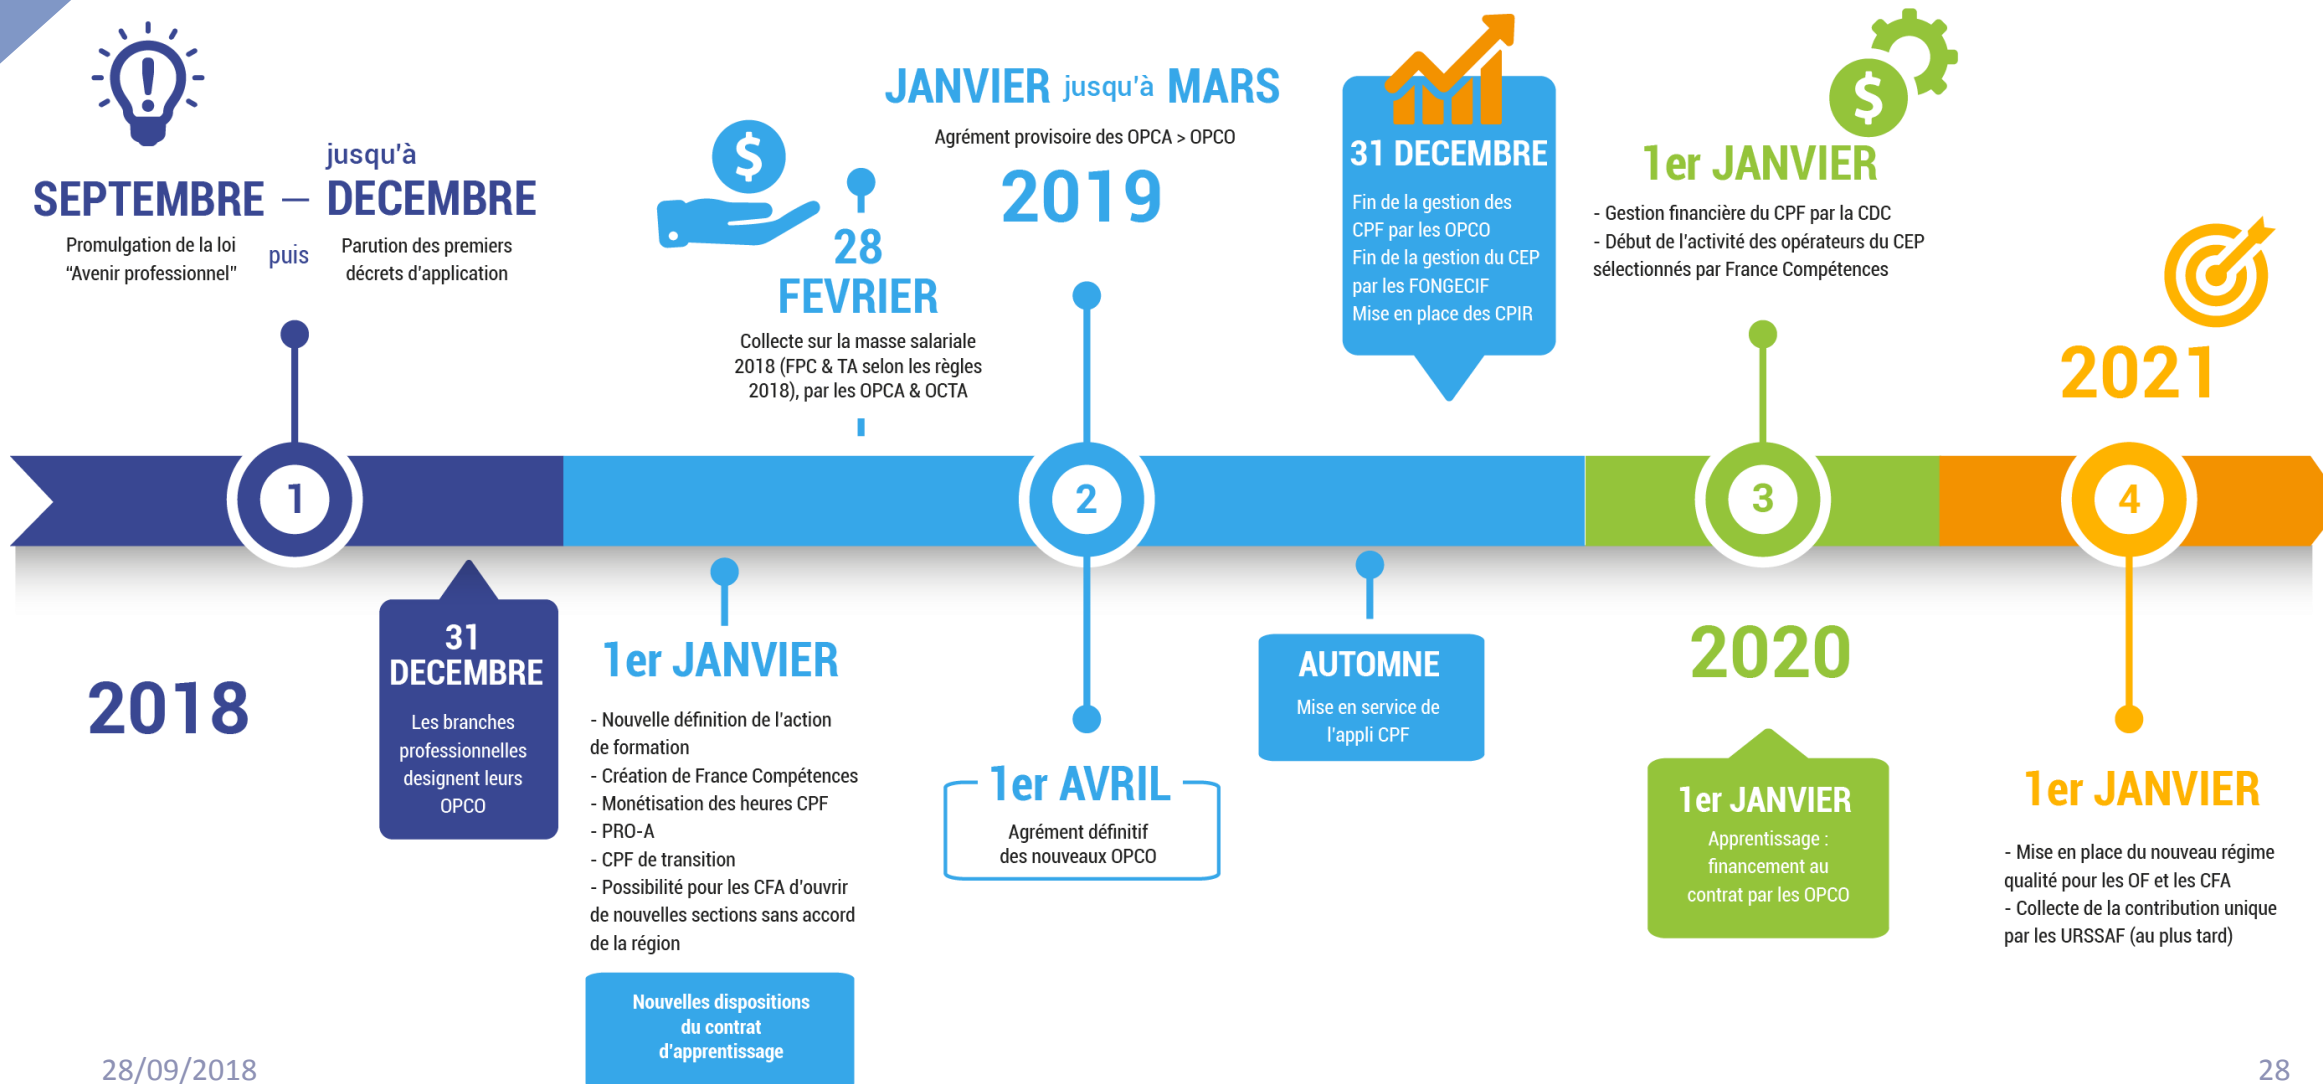 SEPTEMBRE –
Promulgation de la loi
“Avenir professionnel”
puis
jusqu'à
DECEMBRE
Parution des premiers
décrets d'application
1
2018
31
DECEMBRE
Les branches
professionnelles
designent leurs
OPCO
28
FEVRIER
Collecte sur la masse salariale
2018 (FPC & TA selon les règles
2018), par les OPCA & OCTA
JANVIER jusqu'à MARS
Agrément provisoire des OPCA > OPCO
2019
2
1er JANVIER
- Nouvelle définition de l'action
de formation
- Création de France Compétences
- Monétisation des heures CPF
- PRO-A
- CPF de transition
- Possibilité pour les CFA d'ouvrir
de nouvelles sections sans accord
de la région
Nouvelles dispositions
du contrat
d'apprentissage
1er AVRIL
Agrément définitif
des nouveaux OPCO
AUTOMNE
Mise en service de
l'appli CPF
31 DECEMBRE
Fin de la gestion des
CPF par les OPCO
Fin de la gestion du CEP
par les FONGECIF
Mise en place des CPIR
1er JANVIER
- Gestion financière du CPF par la CDC
- Début de l'activité des opérateurs du CEP
sélectionnés par France Compétences
3
2020
1er JANVIER
Apprentissage :
financement au
contrat par les OPCO
2021
4
1er JANVIER
- Mise en place du nouveau régime
qualité pour les OF et les CFA
- Collecte de la contribution unique
par les URSSAF (au plus tard)
28/09/2018
28